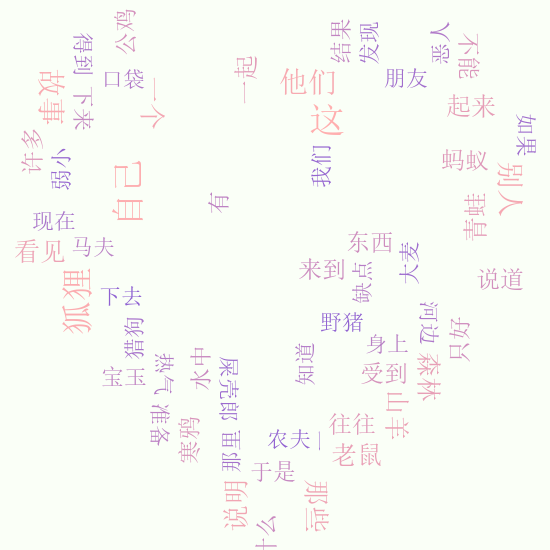 公鸡
结果
发现
恶人
不能
得到
下来
口袋
故事
一个
一起
他们
朋友
这
起来
如果
许多
弱小
自己
我们
蚂蚁
别人
有
现在
青蛙
看见
马夫
东西
来到
缺点
大麦
说道
狐狸
下去
猎狗
野猪
河边
只好
身上
知道
水中
热气
宝玉
屎壳郎
受到
森林
山羊
准备
寒鸦
那里
农夫
一
往往
老鼠
于是
说明
那些
什么